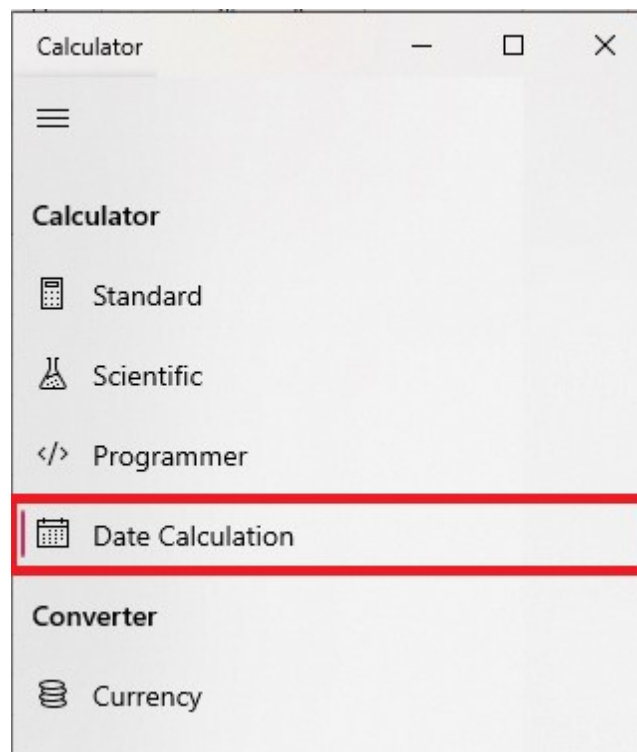 Calculator
Calculator
Standard
Scientific
Programmer
Date Calculation
Converter
Currency